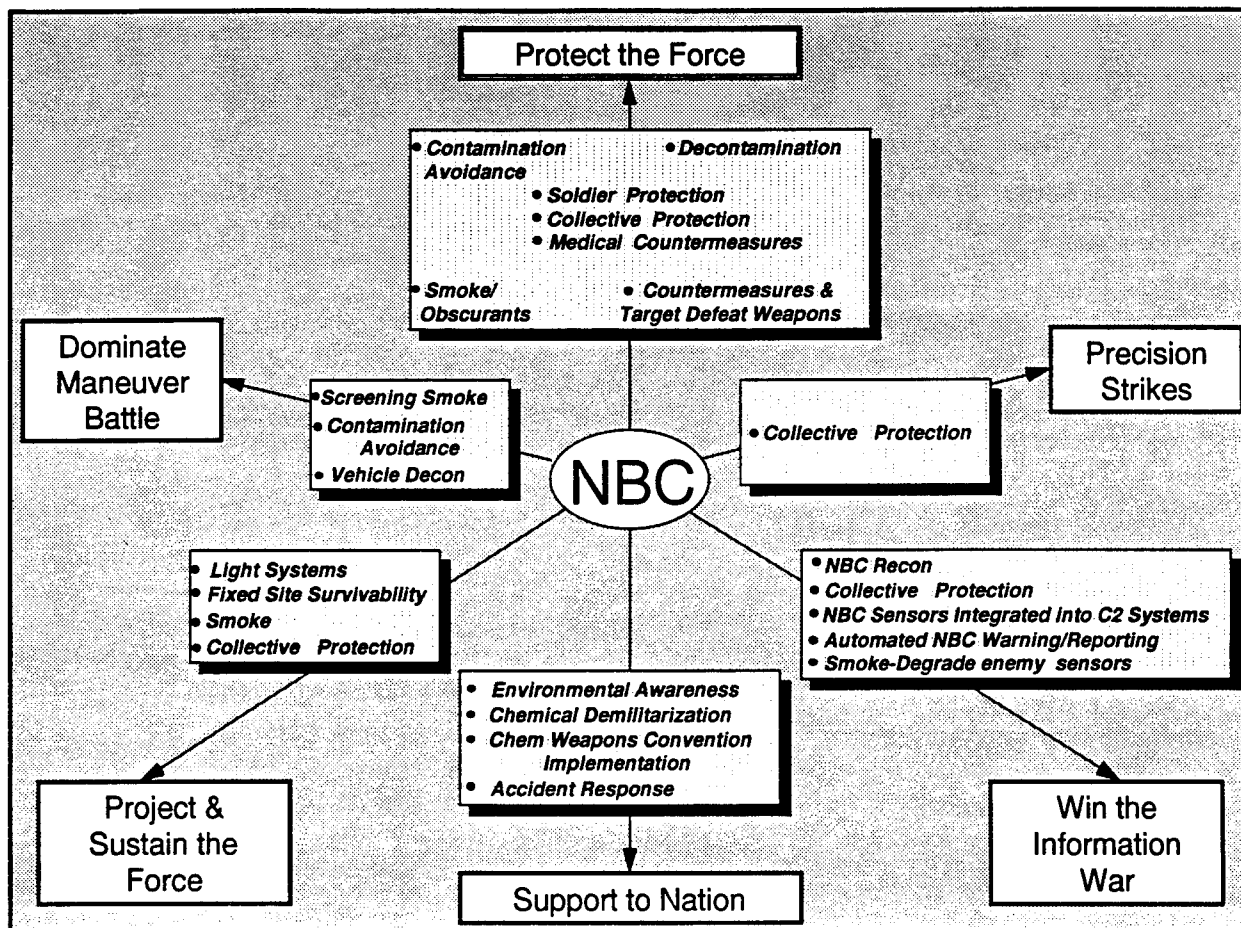 Protect the Force
• Contamination Avoidance
• Decontamination
• Soldier Protection
• Collective Protection
• Medical Countermeasures
• Smoke/
Obscurants
• Countermeasures &
Target Defeat Weapons
Dominate
Maneuver
Battle
• Screening Smoke
• Contamination
Avoidance
• Vehicle Decon
• Collective Protection
Precision
Strikes
NBC
• Light Systems
• Fixed Site Survivability
• Smoke
• Collective Protection
• NBC Recon
• Collective Protection
• NBC Sensors Integrated into C2 Systems
• Automated NBC Warning/Reporting
• Smoke-Degrade enemy sensors
• Environmental Awareness
• Chemical Demilitarization
• Chem Weapons Convention
Implementation
• Accident Response
Project &
Sustain the
Force
Support to Nation
Win the
Information
War